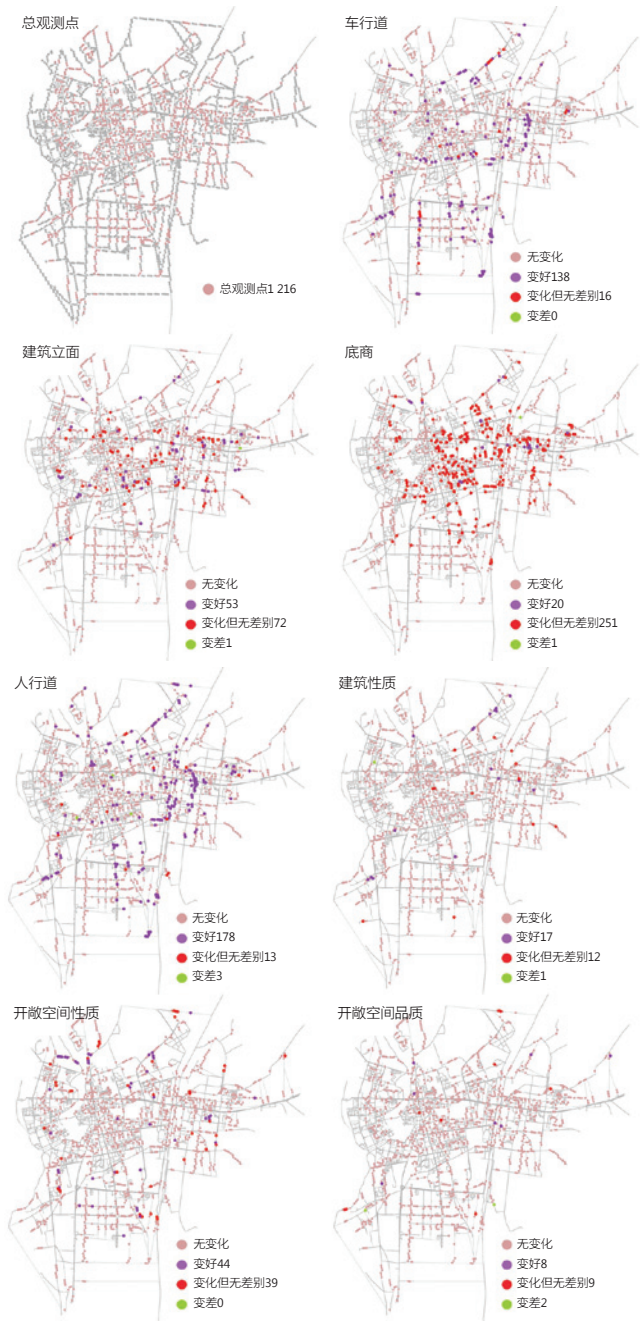 总观测点
总观测点1 216
车行道
无变化
变好138
变化但无差别16
变差0
建筑立面
无变化
变好53
变化但无差别72
变差1
底商
无变化
变好20
变化但无差别251
变差1
人行道
无变化
变好178
变化但无差别13
变差3
建筑性质
无变化
变好17
变化但无差别12
变差1
开敞空间性质
无变化
变好44
变化但无差别39
变差0
开敞空间品质
无变化
变好8
变化但无差别9
变差2